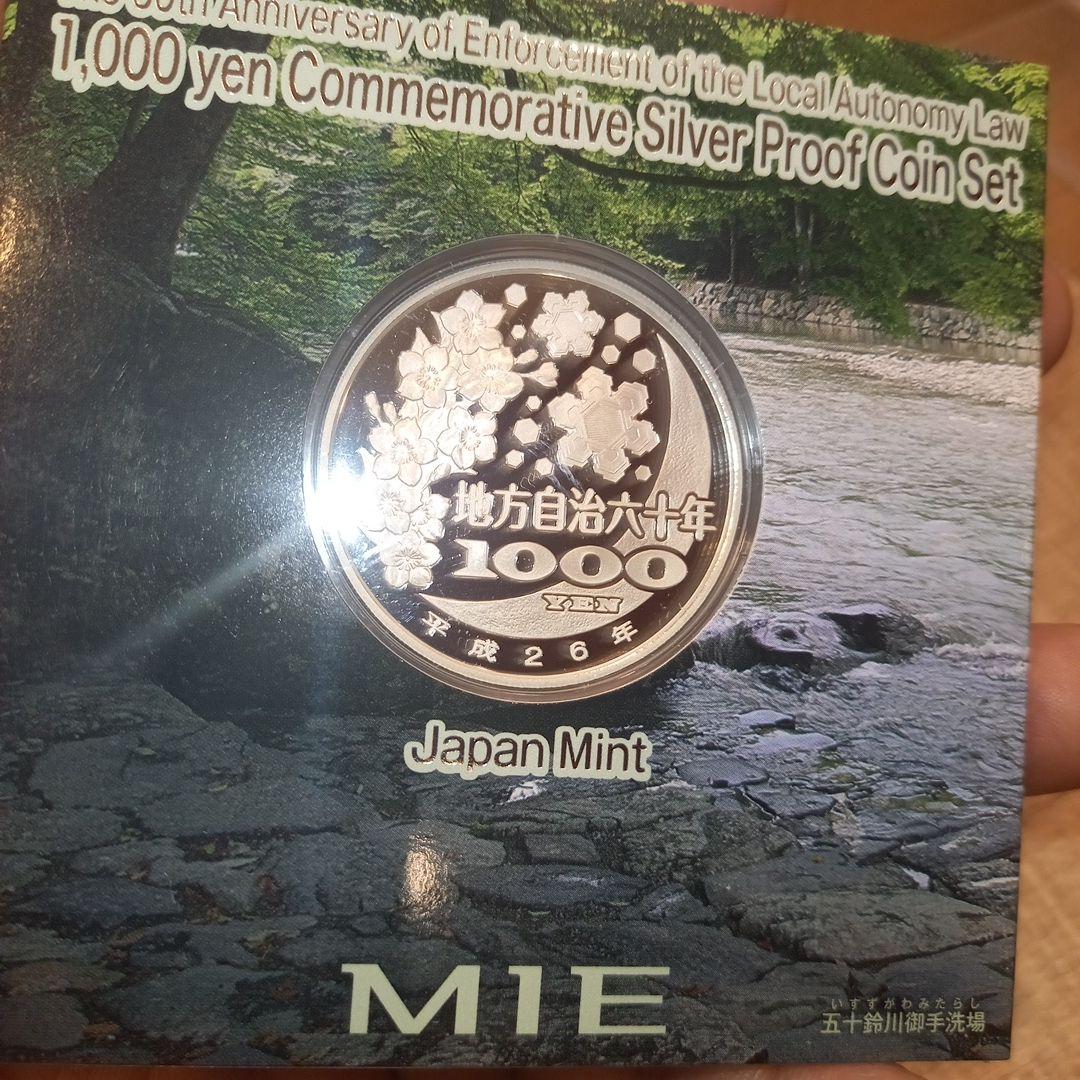 Anniversary of Enforcement of the Local Autonomy Law
1,000 yen Commemorative Silver Proof Coin Set
地方自治六十年
1000
YEN
平成26年
Japan Mint
MIE
いすずがわみたらし
五十鈴川御手洗場